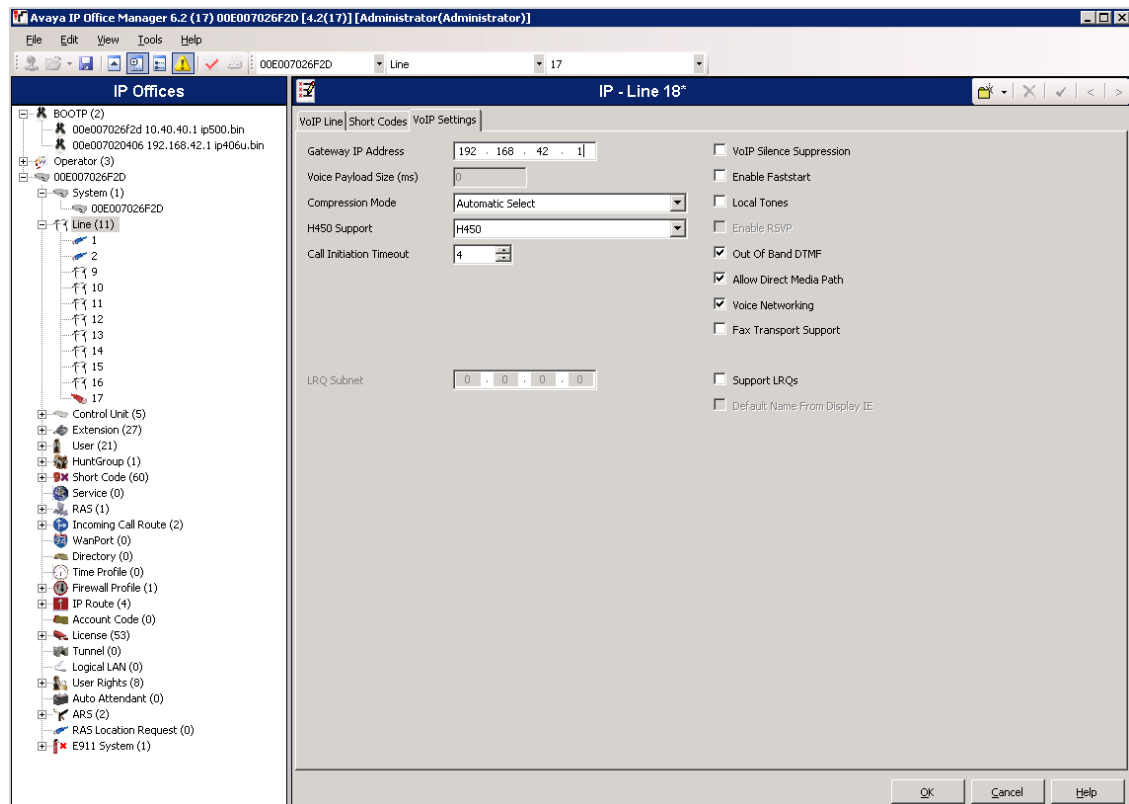 Avaya IP Office Manager 6.2 (17) 00E007026F2D [4.2(17)] [Administrator(Administrator)]
File Edit View Tools Help
00E007026F2D Line 17
IP Offices
BOOTP (2)
00e007026f2d 10.40.40.1 ip500.bin
00e007020406 192.168.42.1 ip406u.bin
Operator (3)
00E007026F2D
System (1)
00E007026F2D
Line (11)
1
2
9
10
11
12
13
14
15
16
17
Control Unit (5)
Extension (27)
User (21)
HuntGroup (1)
Short Code (60)
Service (0)
RAS (1)
Incoming Call Route (2)
WanPort (0)
Directory (0)
Time Profile (0)
Firewall Profile (1)
IP Route (4)
Account Code (0)
License (53)
Tunnel (0)
Logical LAN (0)
User Rights (8)
Auto Attendant (0)
ARS (2)
RAS Location Request (0)
E911 System (1)
IP - Line 18*
VoIP Line Short Codes VoIP Settings
Gateway IP Address 192 . 168 . 42 . 1
Voice Payload Size (ms) 0
Compression Mode Automatic Select
H450 Support H450
Call Initiation Timeout 4
LRQ Subnet 0 . 0 . 0 . 0
VoIP Silence Suppression
Enable Faststart
Local Tones
Enable RSVP
Out Of Band DTMF
Allow Direct Media Path
Voice Networking
Fax Transport Support
Support LRQs
Default Name From Display IE
OK Cancel Help